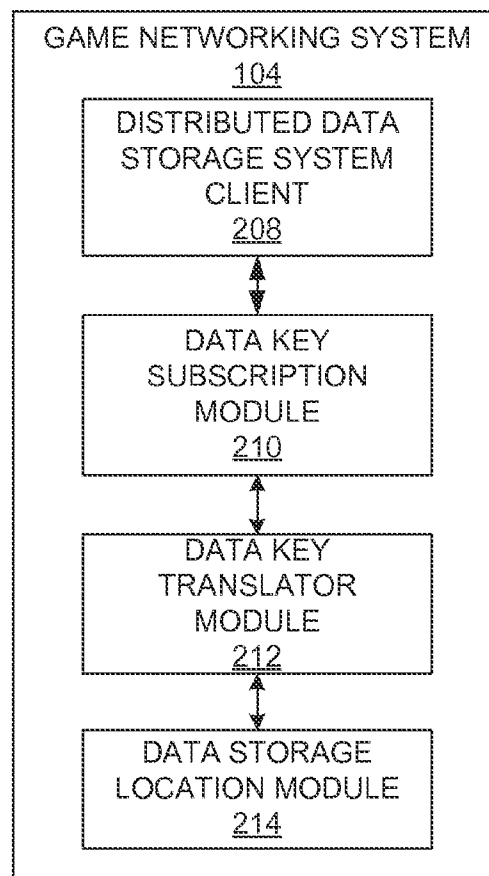 GAME NETWORKING SYSTEM
104
DISTRIBUTED DATA
STORAGE SYSTEM
CLIENT
208
DATA KEY
SUBSCRIPTION
MODULE
210
DATA KEY
TRANSLATOR
MODULE
212
DATA STORAGE
LOCATION MODULE
214